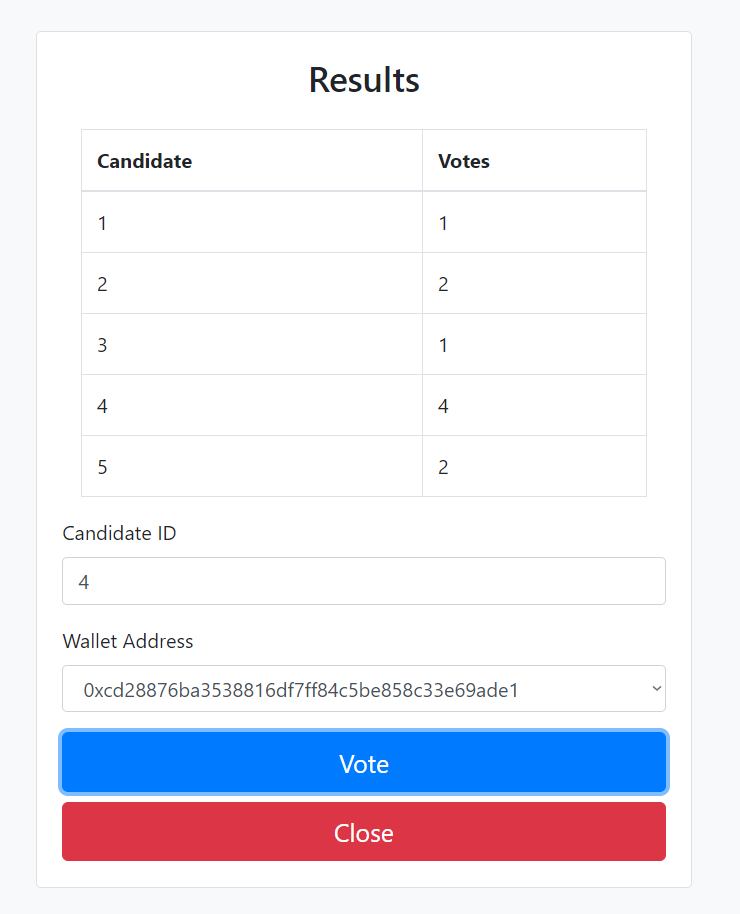 Results
Candidate Votes
1 1
2 2
3 1
4 4
5 2
Candidate ID
4
Wallet Address
0xcd28876ba3538816df7ff84c5be858c33e69ade1
Vote
Close